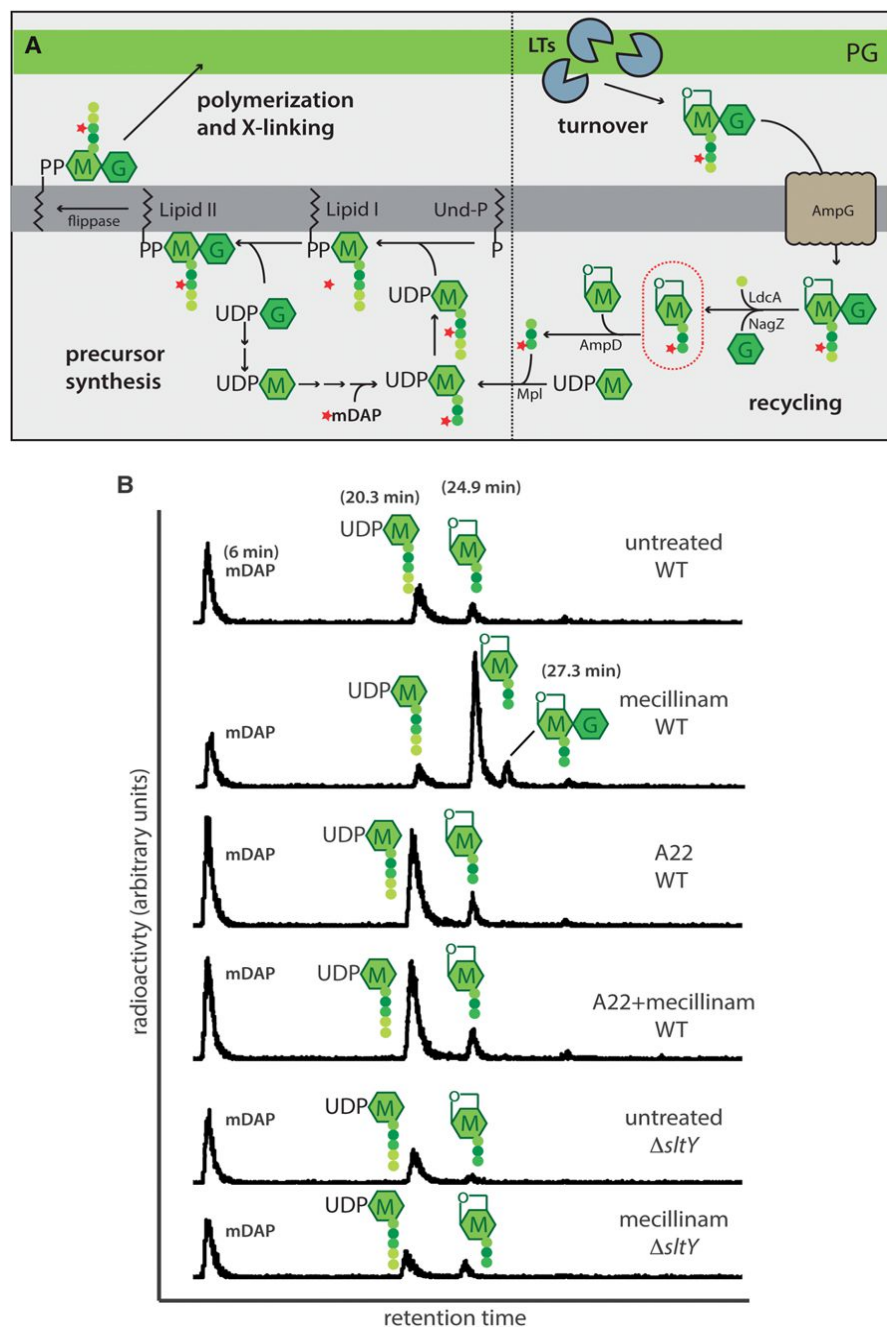 A
LTs
PG
polymerization
and X-linking
turnover
O
M
G
PP
M
G
AmpG
flippase
Lipid II
Lipid I
Und-P
PP
M
G
PP
M
P
UDP
M
O
M
O
M
LdcA
NagZ
O
M
G
UDP
G
AmpD
G
precursor
synthesis
UDP
M
mDAP
UDP
M
MpI
UDP
M
recycling
B
(6 min)
mDAP
(20.3 min)
UDP
M
(24.9 min)
O
M
untreated
WT
mDAP
UDP
M
O
M
(27.3 min)
O
M
G
mecillinam
WT
mDAP
UDP
M
O
M
A22
WT
mDAP
UDP
M
O
M
A22+mecillinam
WT
mDAP
UDP
M
O
M
untreated
ΔsltY
mDAP
UDP
M
O
M
mecillinam
ΔsltY
radioactivty (arbitrary units)
retention time